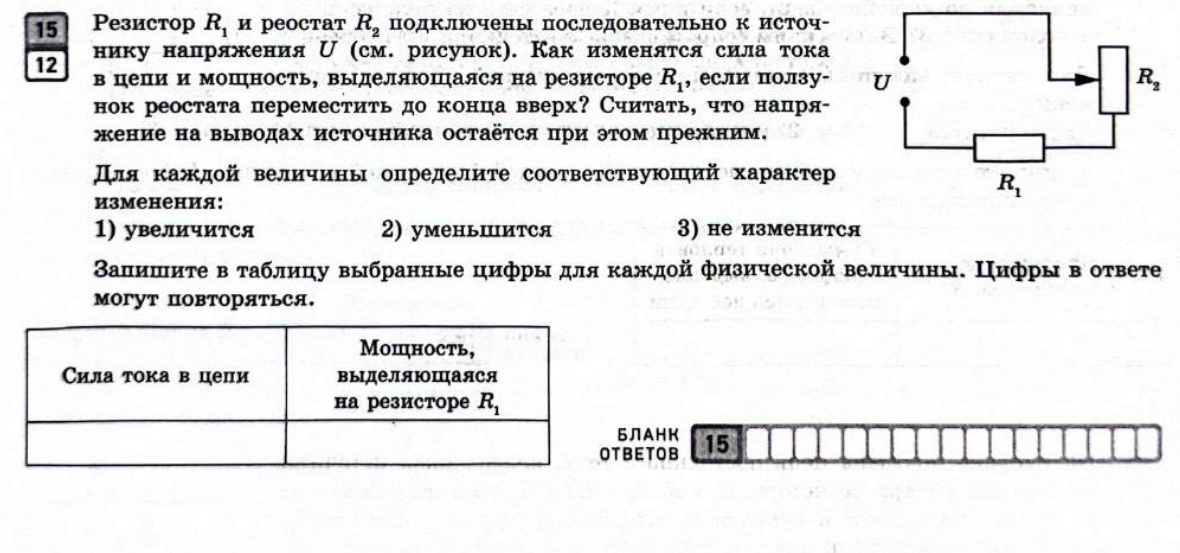 15
12
Резистор R₁ и реостат R₂ подключены последовательно к источ-
нику напряжения U (см. рисунок). Как изменятся сила тока
в цепи и мощность, выделяющаяся на резисторе R₁, если ползу-
нок реостата переместить до конца вверх? Считать, что напря-
жение на выводах источника остаётся при этом прежним.
U
R₂
R₁
Для каждой величины определите соответствующий характер
изменения:
1) увеличится 2) уменьшится 3) не изменится
Запишите в таблицу выбранные цифры для каждой физической величины. Цифры в ответе
могут повторяться.
Сила тока в цепи
Мощность,
выделяющаяся
на резисторе R₁
БЛАНК
ОТВЕТОВ
15